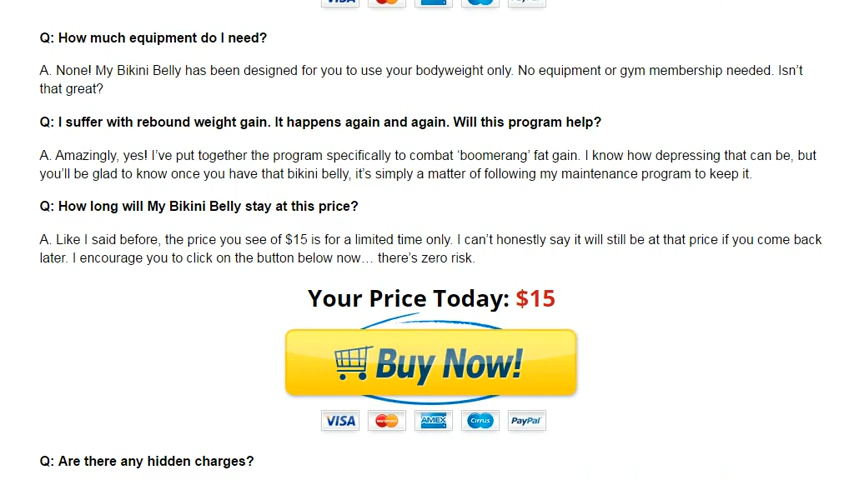 VISA PayPal
Q: How much equipment do I need?
A. None! My Bikini Belly has been designed for you to use your bodyweight only. No equipment or gym membership needed. Isn’t
that great?
Q: I suffer with rebound weight gain. It happens again and again. Will this program help?
A. Amazingly, yes! I’ve put together the program specifically to combat ‘boomerang’ fat gain. I know how depressing that can be, but
you’ll be glad to know once you have that bikini belly, it’s simply a matter of following my maintenance program to keep it.
Q: How long will My Bikini Belly stay at this price?
A. Like I said before, the price you see of $15 is for a limited time only. I can’t honestly say it will still be at that price if you come back
later. I encourage you to click on the button below now… there’s zero risk.
Your Price Today: $15
Buy Now!
VISA MasterCard AMEX Cirrus PayPal
Q: Are there any hidden charges?